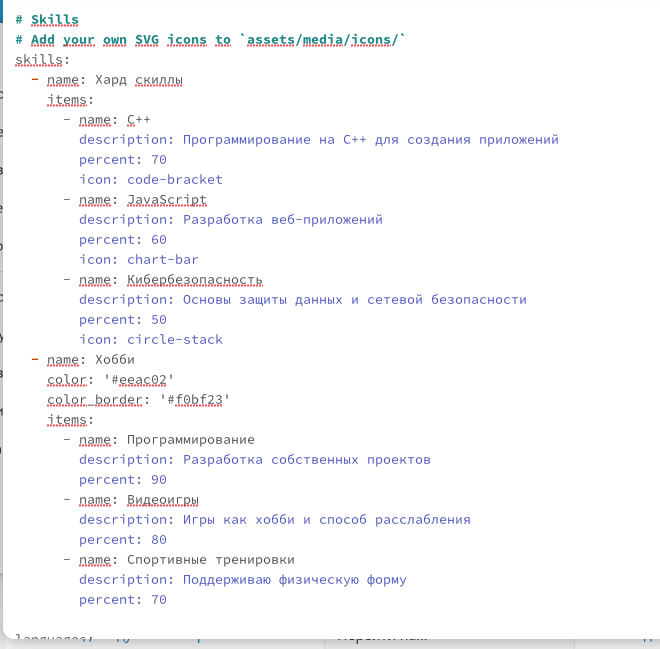 # Skills
# Add your own SVG icons to `assets/media/icons/`
skills:
  - name: Хард скиллы
    items:
      - name: C++
        description: Программирование на C++ для создания приложений
        percent: 70
        icon: code-bracket
      - name: JavaScript
        description: Разработка веб-приложений
        percent: 60
        icon: chart-bar
      - name: Кибербезопасность
        description: Основы защиты данных и сетевой безопасности
        percent: 50
        icon: circle-stack
  - name: Хобби
    color: '#eeac02'
    color_border: '#f0bf23'
    items:
      - name: Программирование
        description: Разработка собственных проектов
        percent: 90
      - name: Видеоигры
        description: Игры как хобби и способ расслабления
        percent: 80
      - name: Спортивные тренировки
        description: Поддерживаю физическую форму
        percent: 70
languages: